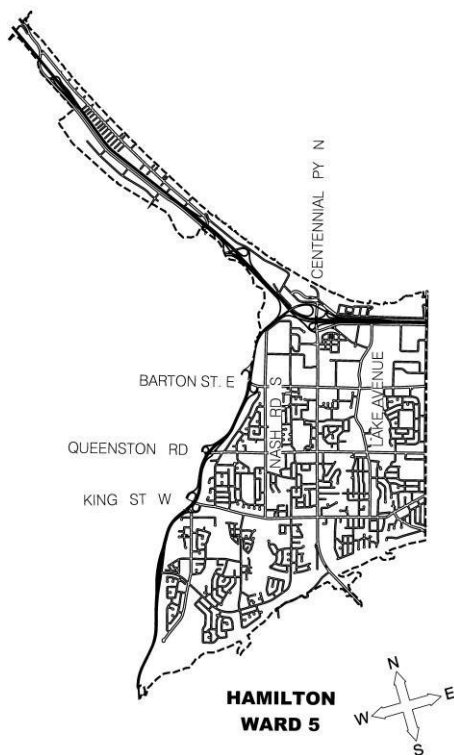 CENTENNIAL PY N
BARTON ST. E
NASH RD S
LAKE AVENUE
QUEENSTON RD
KING ST W
HAMILTON
WARD 5
N
W
E
S